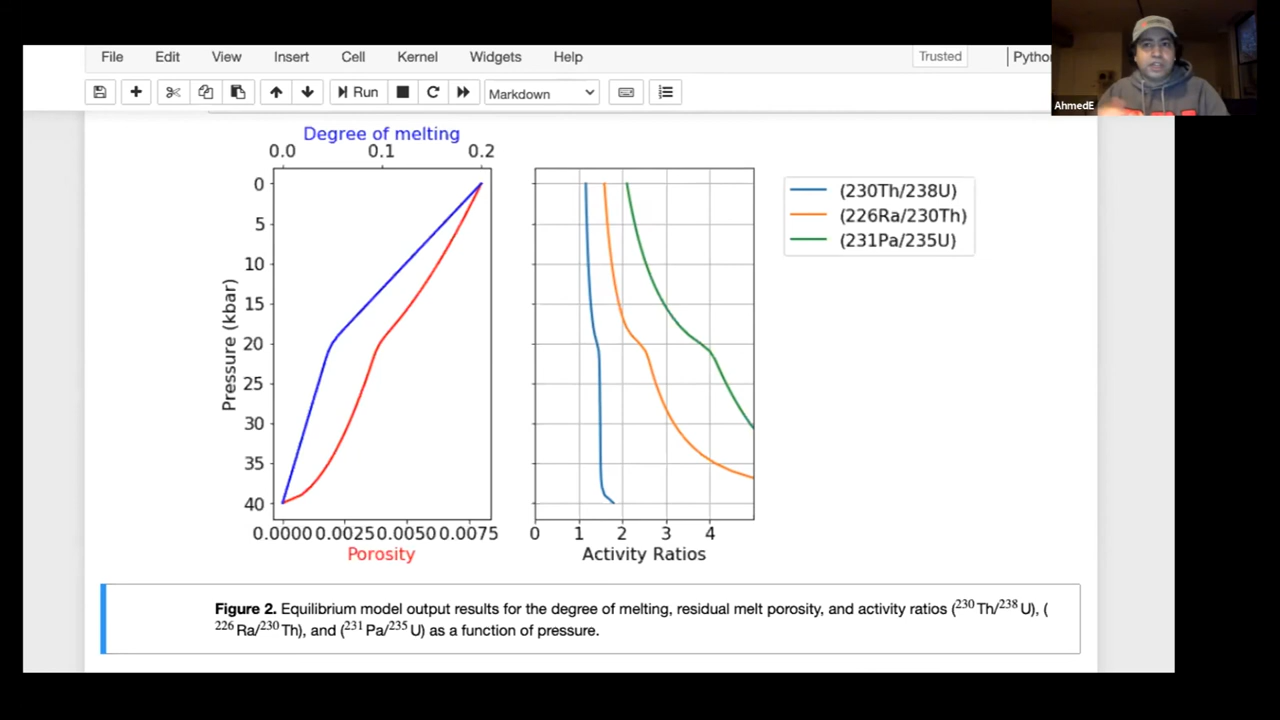 File Edit View Insert Cell Kernel Widgets Help
Trusted
Pytho
Run
Markdown
AhmedE
Degree of melting
0.0 0.1 0.2
0
5
10
15
20
25
30
35
40
Pressure (kbar)
0.0000 0.0025 0.0050 0.0075
Porosity
0 1 2 3 4
Activity Ratios
(230Th/238U)
(226Ra/230Th)
(231Pa/235U)
Figure 2. Equilibrium model output results for the degree of melting, residual melt porosity, and activity ratios (²³⁰Th/²³⁸U), (
²²⁶Ra/²³⁰Th), and (²³¹Pa/²³⁵U) as a function of pressure.